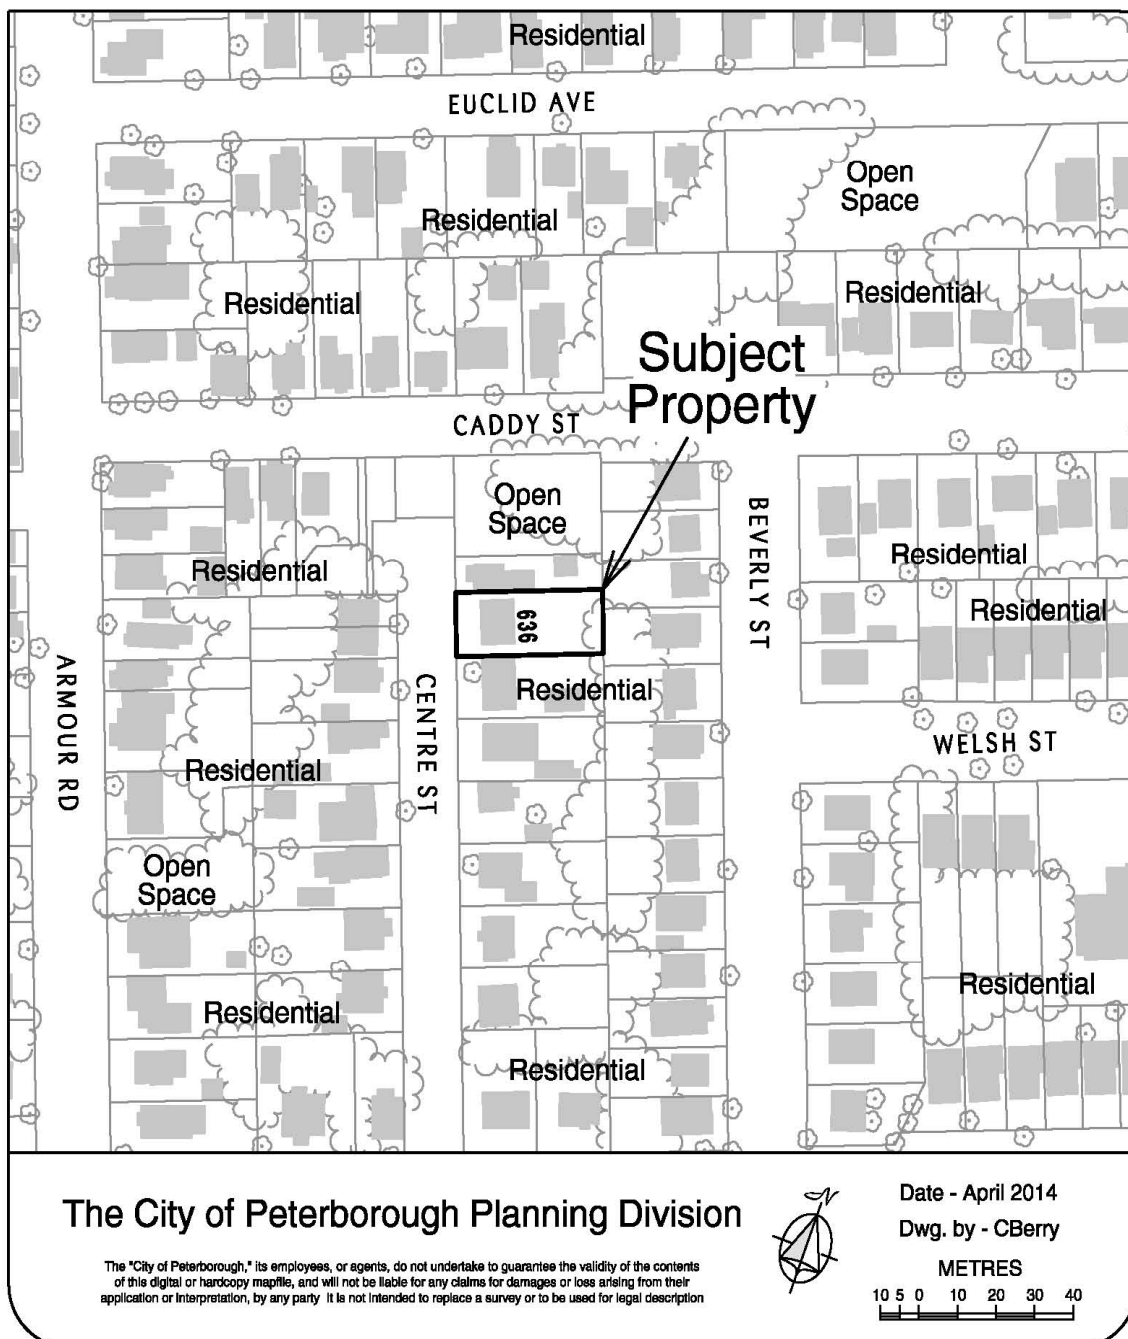 Residential
EUCLID AVE
Open
Space
Residential
Residential
Residential
Subject
Property
CADDY ST
Open
Space
BEVERLY ST
Residential
Residential
Residential
636
Residential
ARMOUR RD
CENTRE ST
WELSH ST
Residential
Open
Space
Residential
Residential
Residential
The City of Peterborough Planning Division
The "City of Peterborough," its employees, or agents, do not undertake to guarantee the validity of the contents
of this digital or hardcopy mapfile, and will not be liable for any claims for damages or loss arising from their
application or interpretation, by any party It is not intended to replace a survey or to be used for legal description
N
Date - April 2014
Dwg. by - CBerry
METRES
10 5 0 10 20 30 40